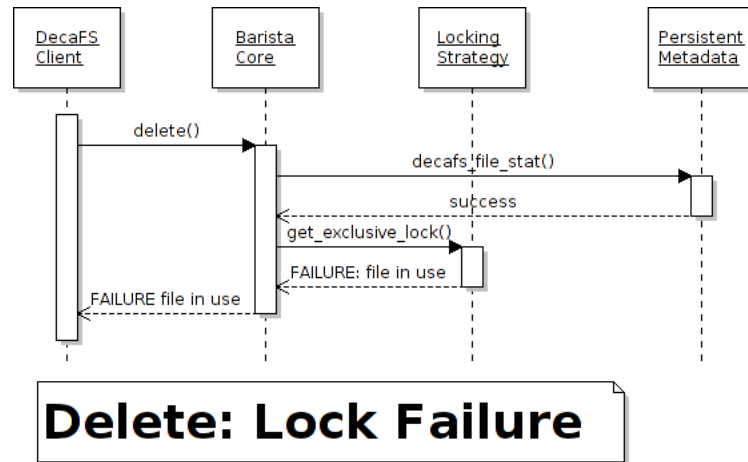 DecaFS
Client
Barista
Core
Locking
Strategy
Persistent
Metadata
delete()
decafs_file_stat()
success
get_exclusive_lock()
FAILURE: file in use
FAILURE file in use
Delete: Lock Failure